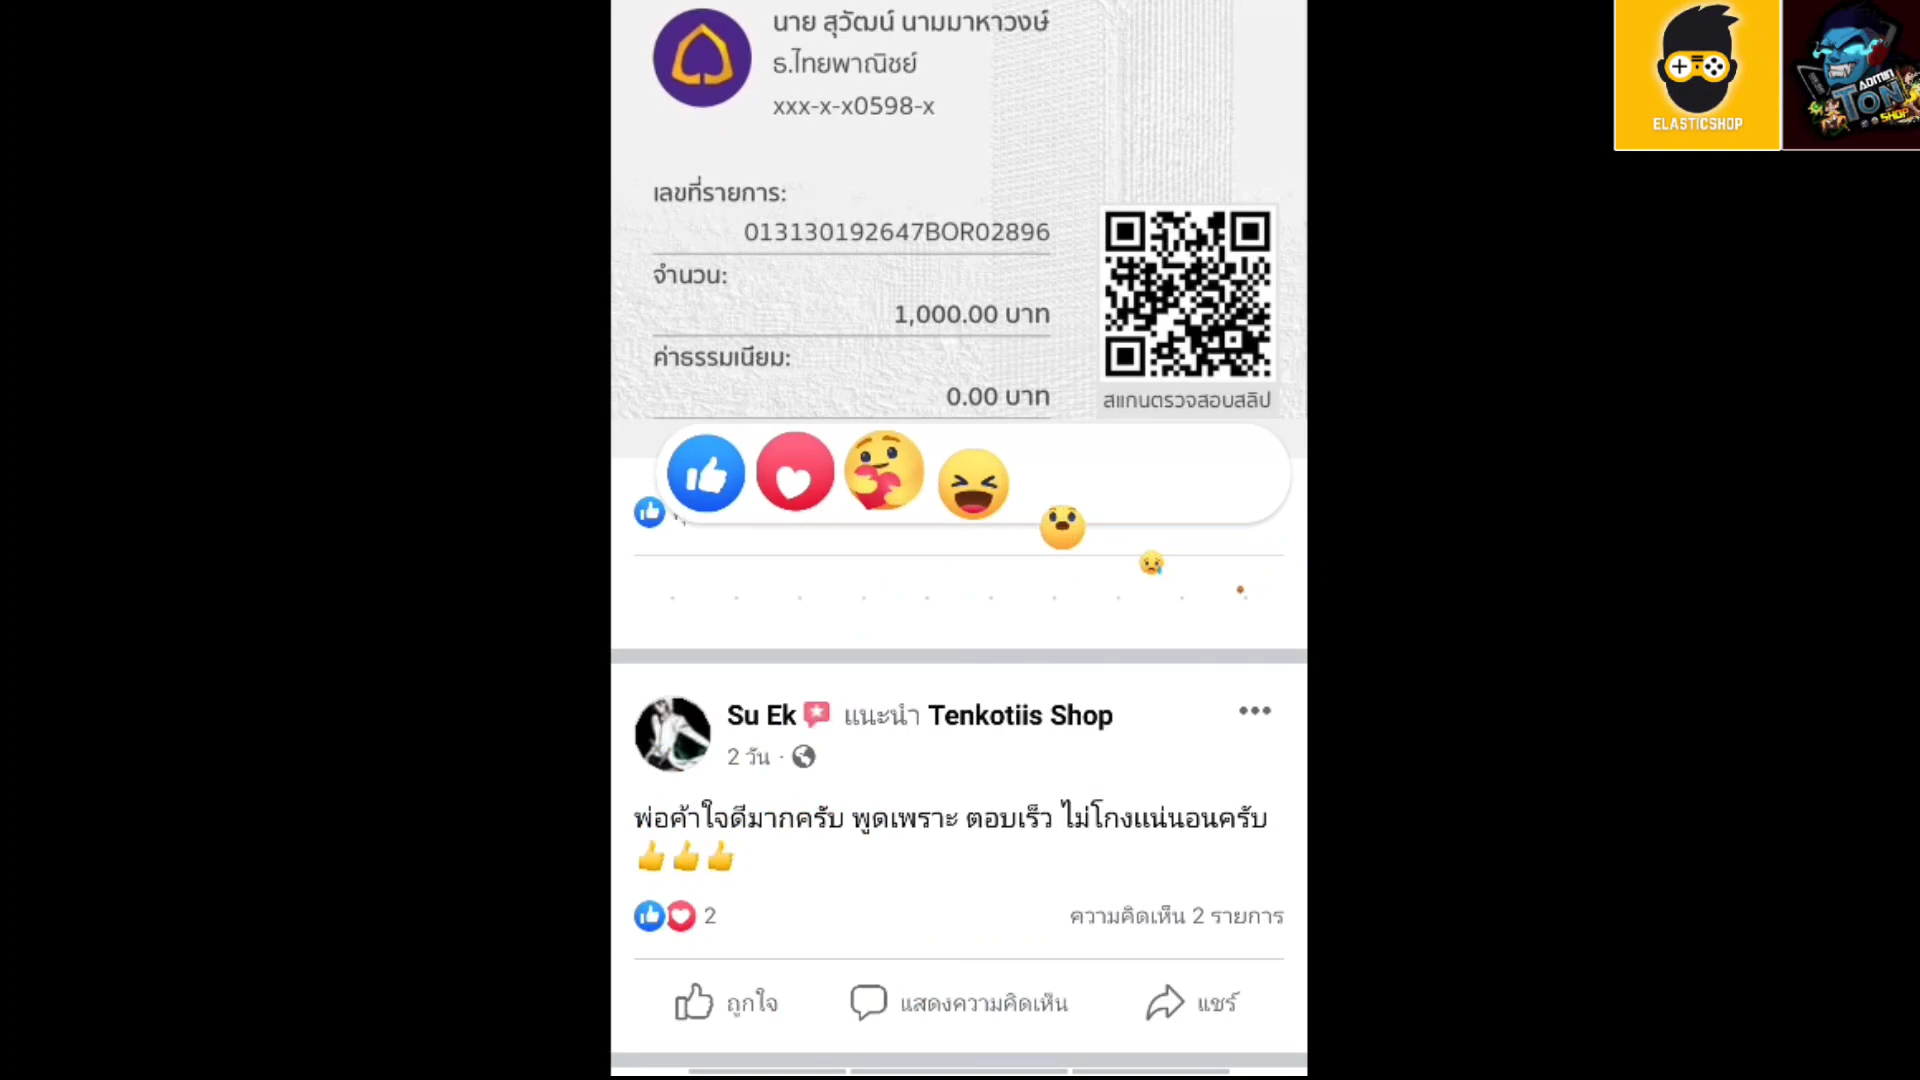 นาย สุวัฒน์ นามมาหาวงษ์
ธ.ไทยพาณิชย์
xxx-x-x0598-x
เลขที่รายการ:
013130192647BOR02896
จำนวน:
1,000.00 บาท
ค่าธรรมเนียม:
0.00 บาท
สแกนตรวจสอบสลิป
ELASTICSHOP
ADMIN
TON
SHOP
Su Ek แนะนำ Tenkotiis Shop
2 วัน ·
พ่อค้าใจดีมากครับ พูดเพราะ ตอบเร็ว ไม่โกงแน่นอนครับ
👍👍👍
2
ความคิดเห็น 2 รายการ
ถูกใจ
แสดงความคิดเห็น
แชร์